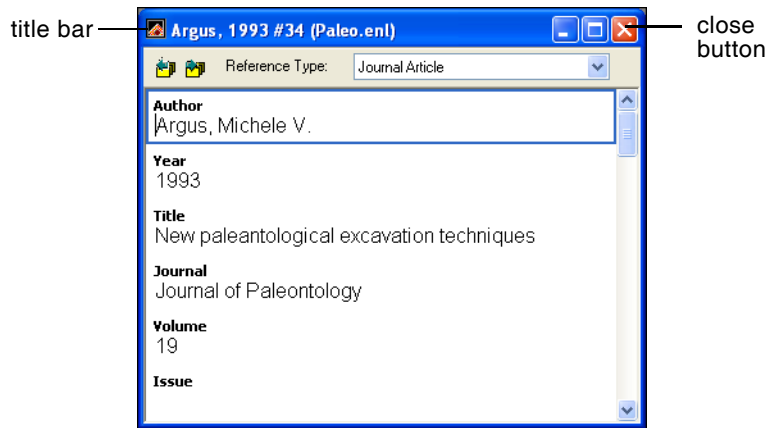 title bar
Argus, 1993 #34 (Paleo.enl)
close
button
Reference Type: Journal Article
Author
Argus, Michele V.
Year
1993
Title
New paleantological excavation techniques
Journal
Journal of Paleontology
Volume
19
Issue